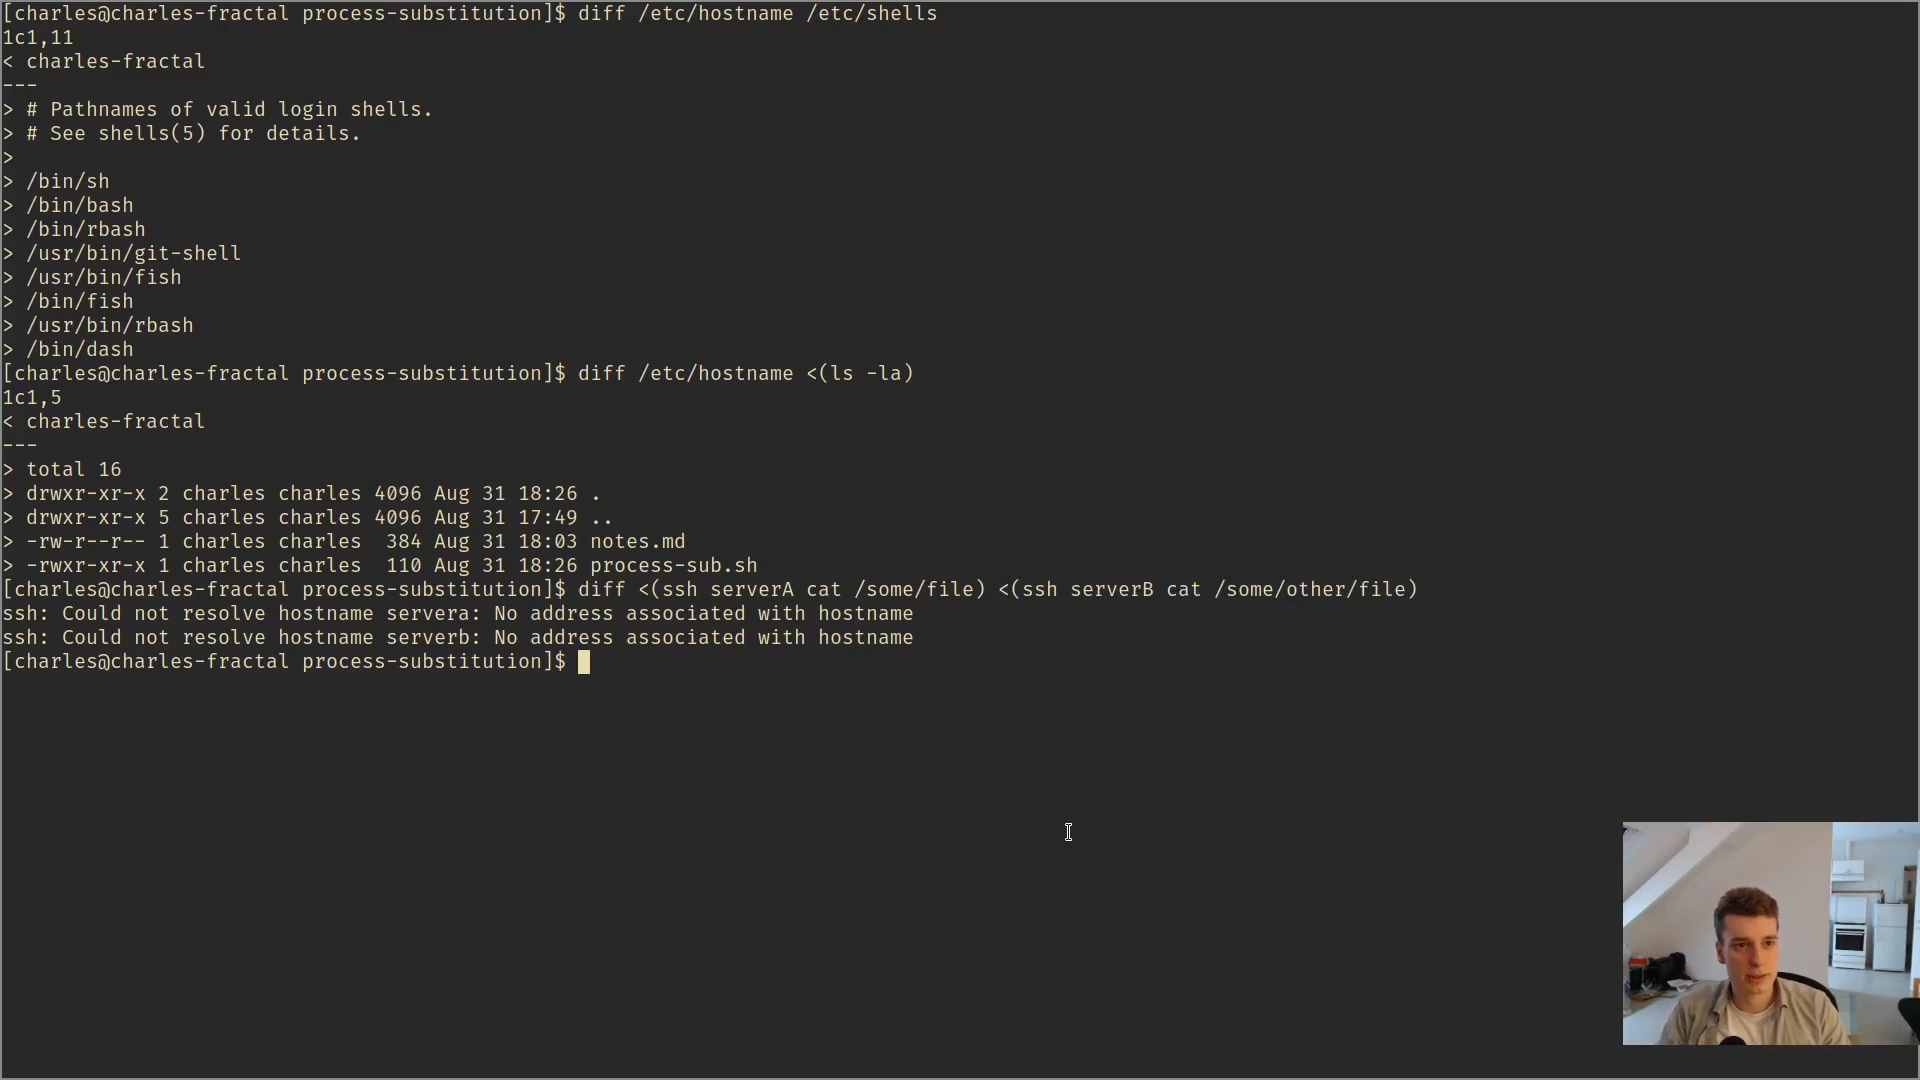 [charles@charles-fractal process-substitution]$ diff /etc/hostname /etc/shells
1c1,11
< charles-fractal
---
> # Pathnames of valid login shells.
> # See shells(5) for details.
>
> /bin/sh
> /bin/bash
> /bin/rbash
> /usr/bin/git-shell
> /usr/bin/fish
> /bin/fish
> /usr/bin/rbash
> /bin/dash
[charles@charles-fractal process-substitution]$ diff /etc/hostname <(ls -la)
1c1,5
< charles-fractal
---
> total 16
> drwxr-xr-x 2 charles charles 4096 Aug 31 18:26 .
> drwxr-xr-x 5 charles charles 4096 Aug 31 17:49 ..
> -rw-r--r-- 1 charles charles  384 Aug 31 18:03 notes.md
> -rwxr-xr-x 1 charles charles  110 Aug 31 18:26 process-sub.sh
[charles@charles-fractal process-substitution]$ diff <(ssh serverA cat /some/file) <(ssh serverB cat /some/other/file)
ssh: Could not resolve hostname servera: No address associated with hostname
ssh: Could not resolve hostname serverb: No address associated with hostname
[charles@charles-fractal process-substitution]$